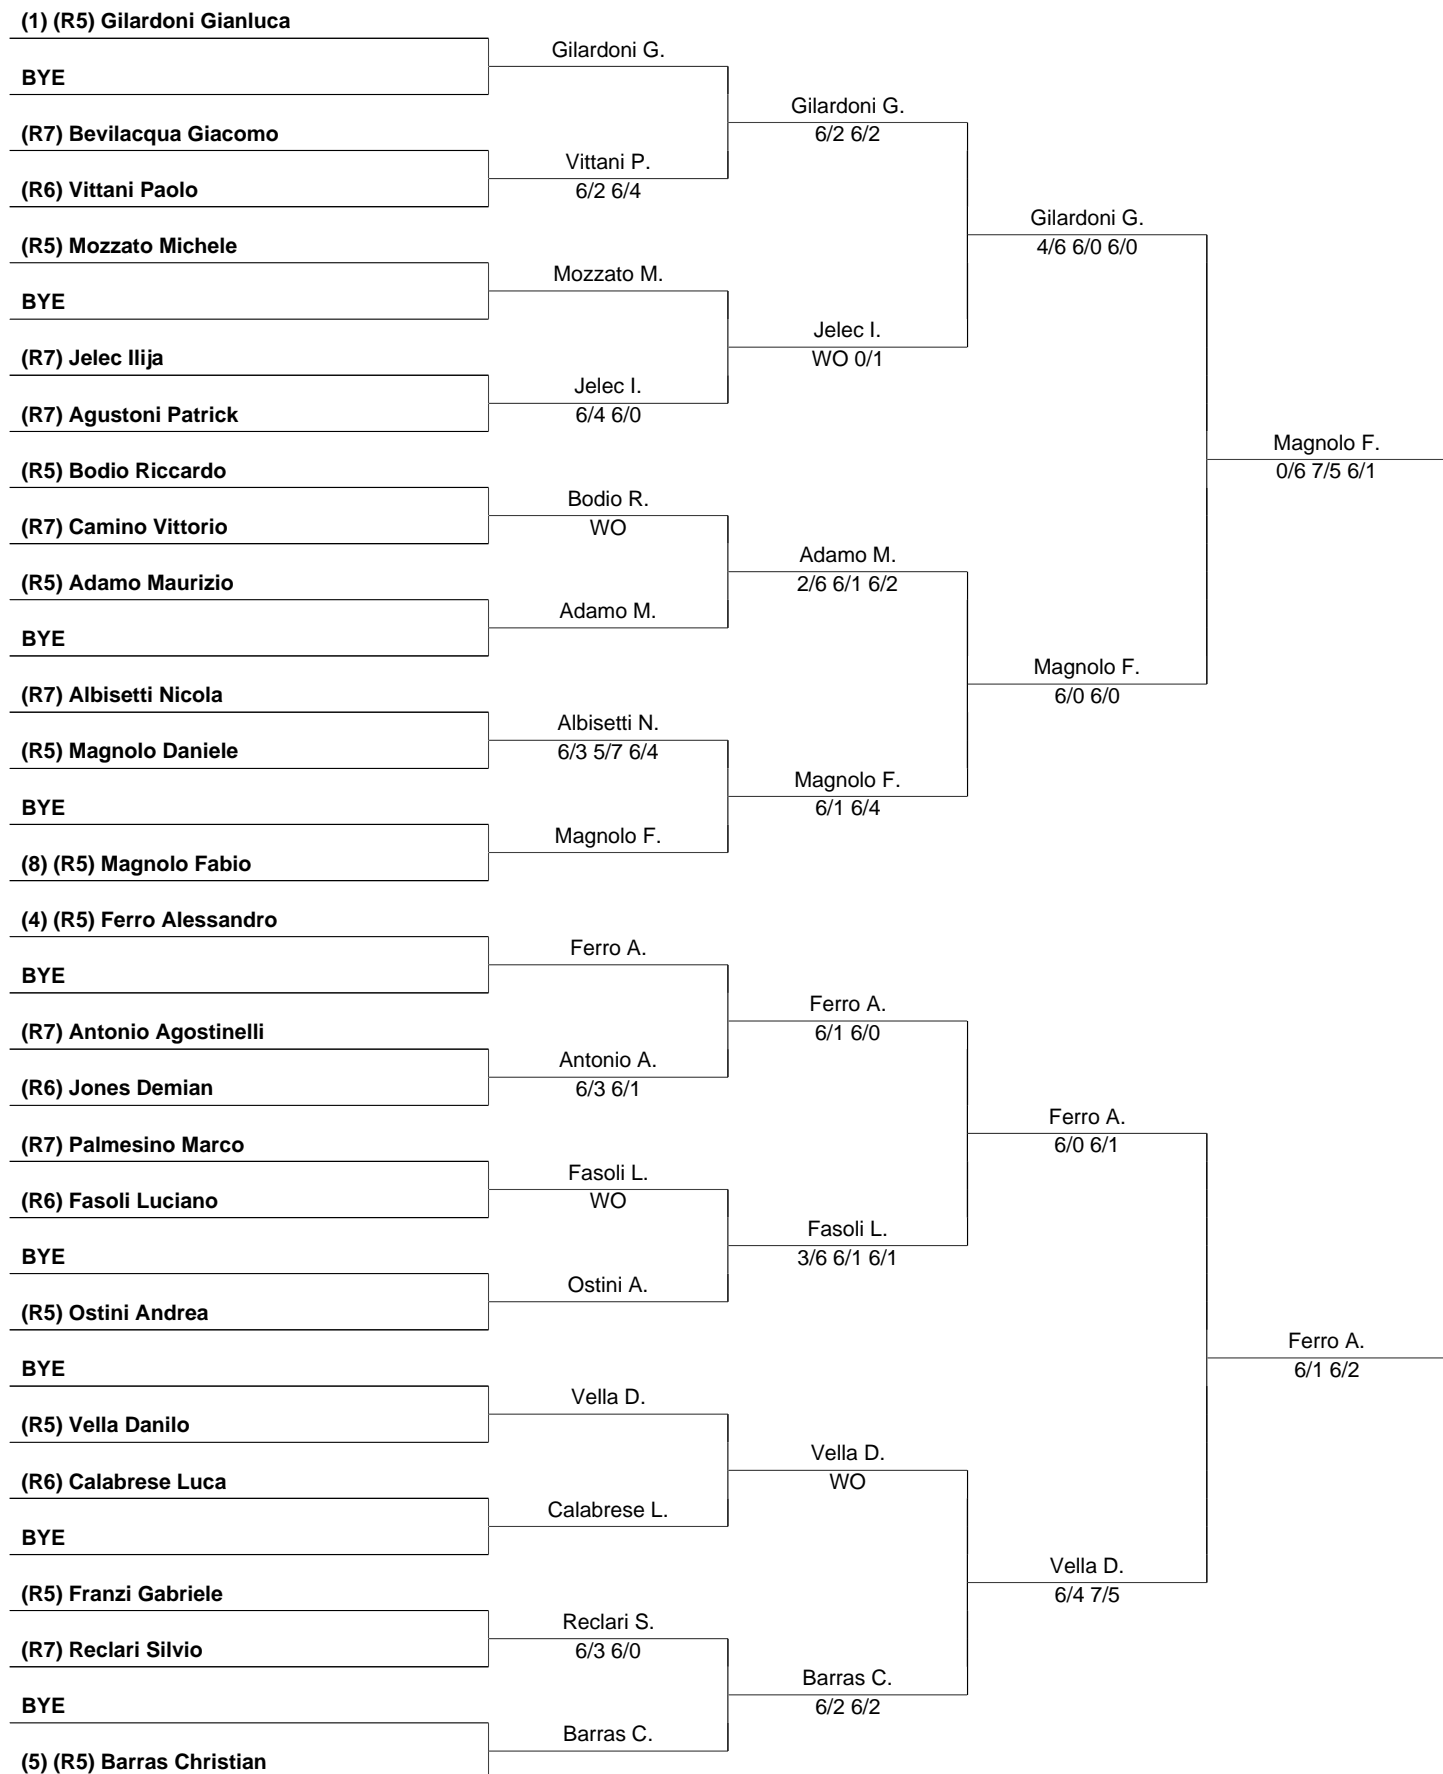 (1) (R5) Gilardoni Gianluca
BYE
(R7) Bevilacqua Giacomo
(R6) Vittani Paolo
(R5) Mozzato Michele
BYE
(R7) Jelec Ilija
(R7) Agustoni Patrick
(R5) Bodio Riccardo
(R7) Camino Vittorio
(R5) Adamo Maurizio
BYE
(R7) Albisetti Nicola
(R5) Magnolo Daniele
BYE
(8) (R5) Magnolo Fabio
(4) (R5) Ferro Alessandro
BYE
(R7) Antonio Agostinelli
(R6) Jones Demian
(R7) Palmesino Marco
(R6) Fasoli Luciano
BYE
(R5) Ostini Andrea
BYE
(R5) Vella Danilo
(R6) Calabrese Luca
BYE
(R5) Franzi Gabriele
(R7) Reclari Silvio
BYE
(5) (R5) Barras Christian
Gilardoni G.
Vittani P.
6/2 6/4
Mozzato M.
Jelec I.
6/4 6/0
Bodio R.
WO
Adamo M.
Albisetti N.
6/3 5/7 6/4
Magnolo F.
Ferro A.
Antonio A.
6/3 6/1
Fasoli L.
WO
Ostini A.
Vella D.
Calabrese L.
Reclari S.
6/3 6/0
Barras C.
Gilardoni G.
6/2 6/2
Jelec I.
WO 0/1
Adamo M.
2/6 6/1 6/2
Magnolo F.
6/1 6/4
Ferro A.
6/1 6/0
Fasoli L.
3/6 6/1 6/1
Vella D.
WO
Barras C.
6/2 6/2
Gilardoni G.
4/6 6/0 6/0
Magnolo F.
6/0 6/0
Ferro A.
6/0 6/1
Vella D.
6/4 7/5
Magnolo F.
0/6 7/5 6/1
Ferro A.
6/1 6/2